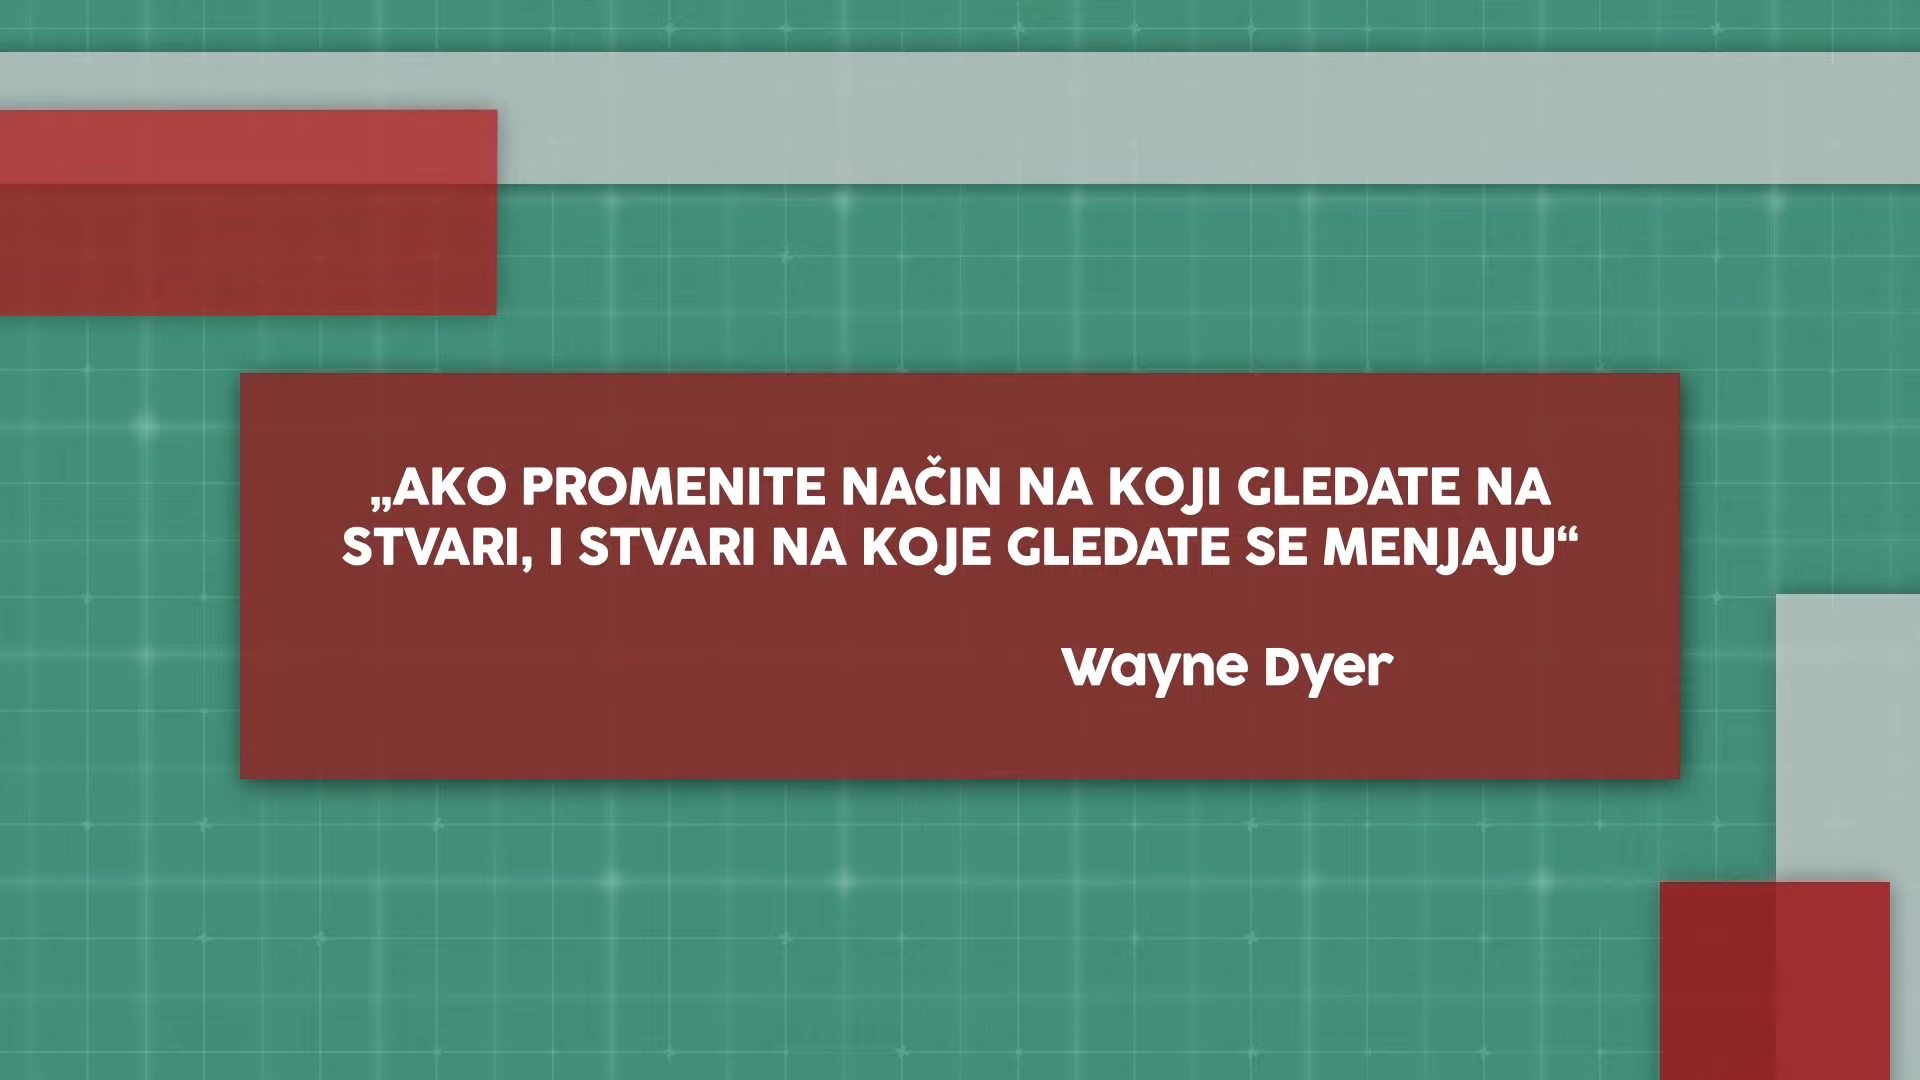 „AKO PROMENITE NAČIN NA KOJI GLEDATE NA
STVARI, I STVARI NA KOJE GLEDATE SE MENJAJU“
Wayne Dyer